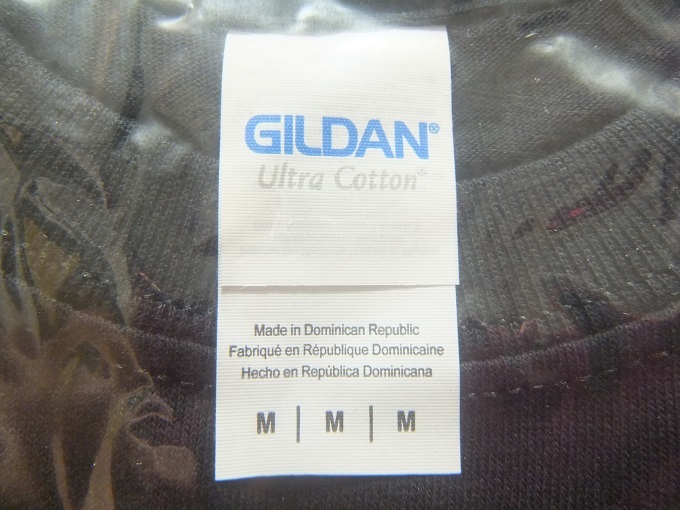 GILDAN®
Ultra Cotton®
Made in Dominican Republic
Fabriqué en République Dominicaine
Hecho en República Dominicana
M | M | M